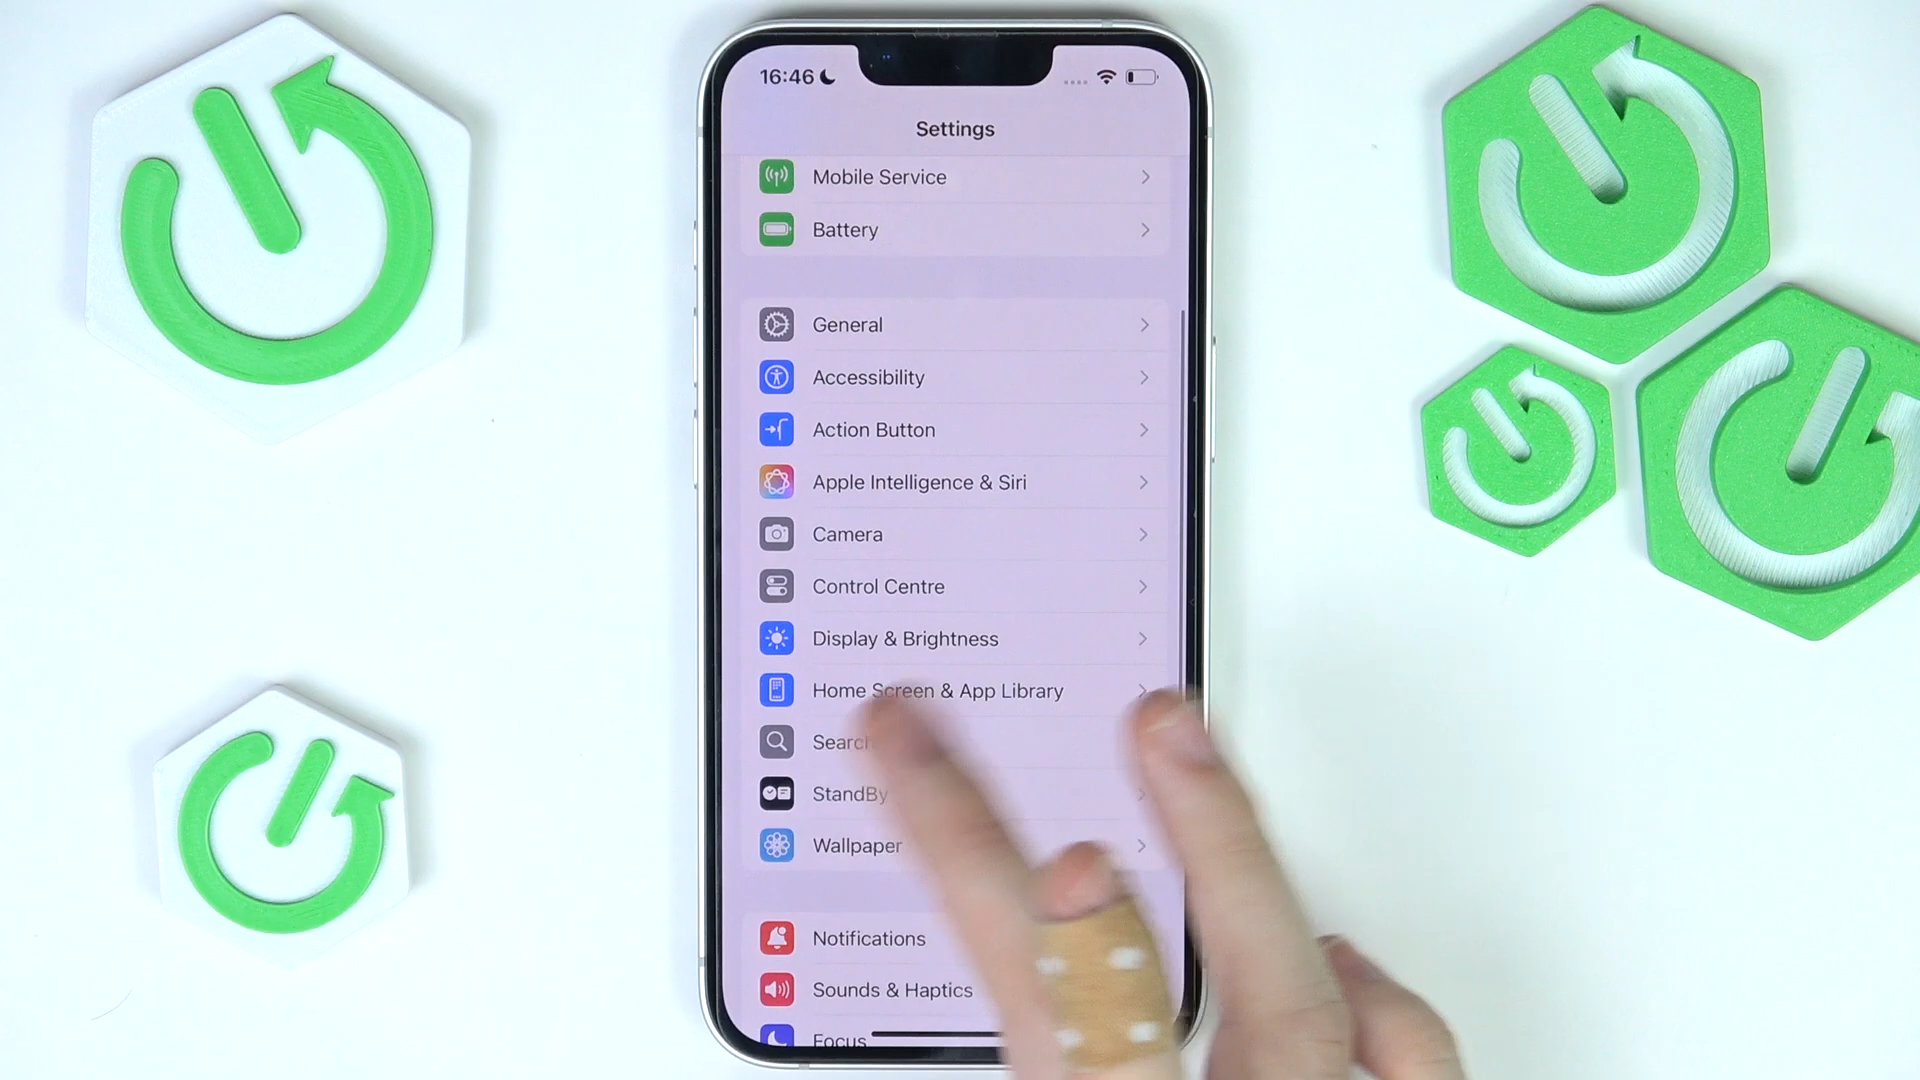 16:46
Settings
Mobile Service
Battery
General
Accessibility
Action Button
Apple Intelligence & Siri
Camera
Control Centre
Display & Brightness
Home Screen & App Library
Search
StandBy
Wallpaper
Notifications
Sounds & Haptics
Focus